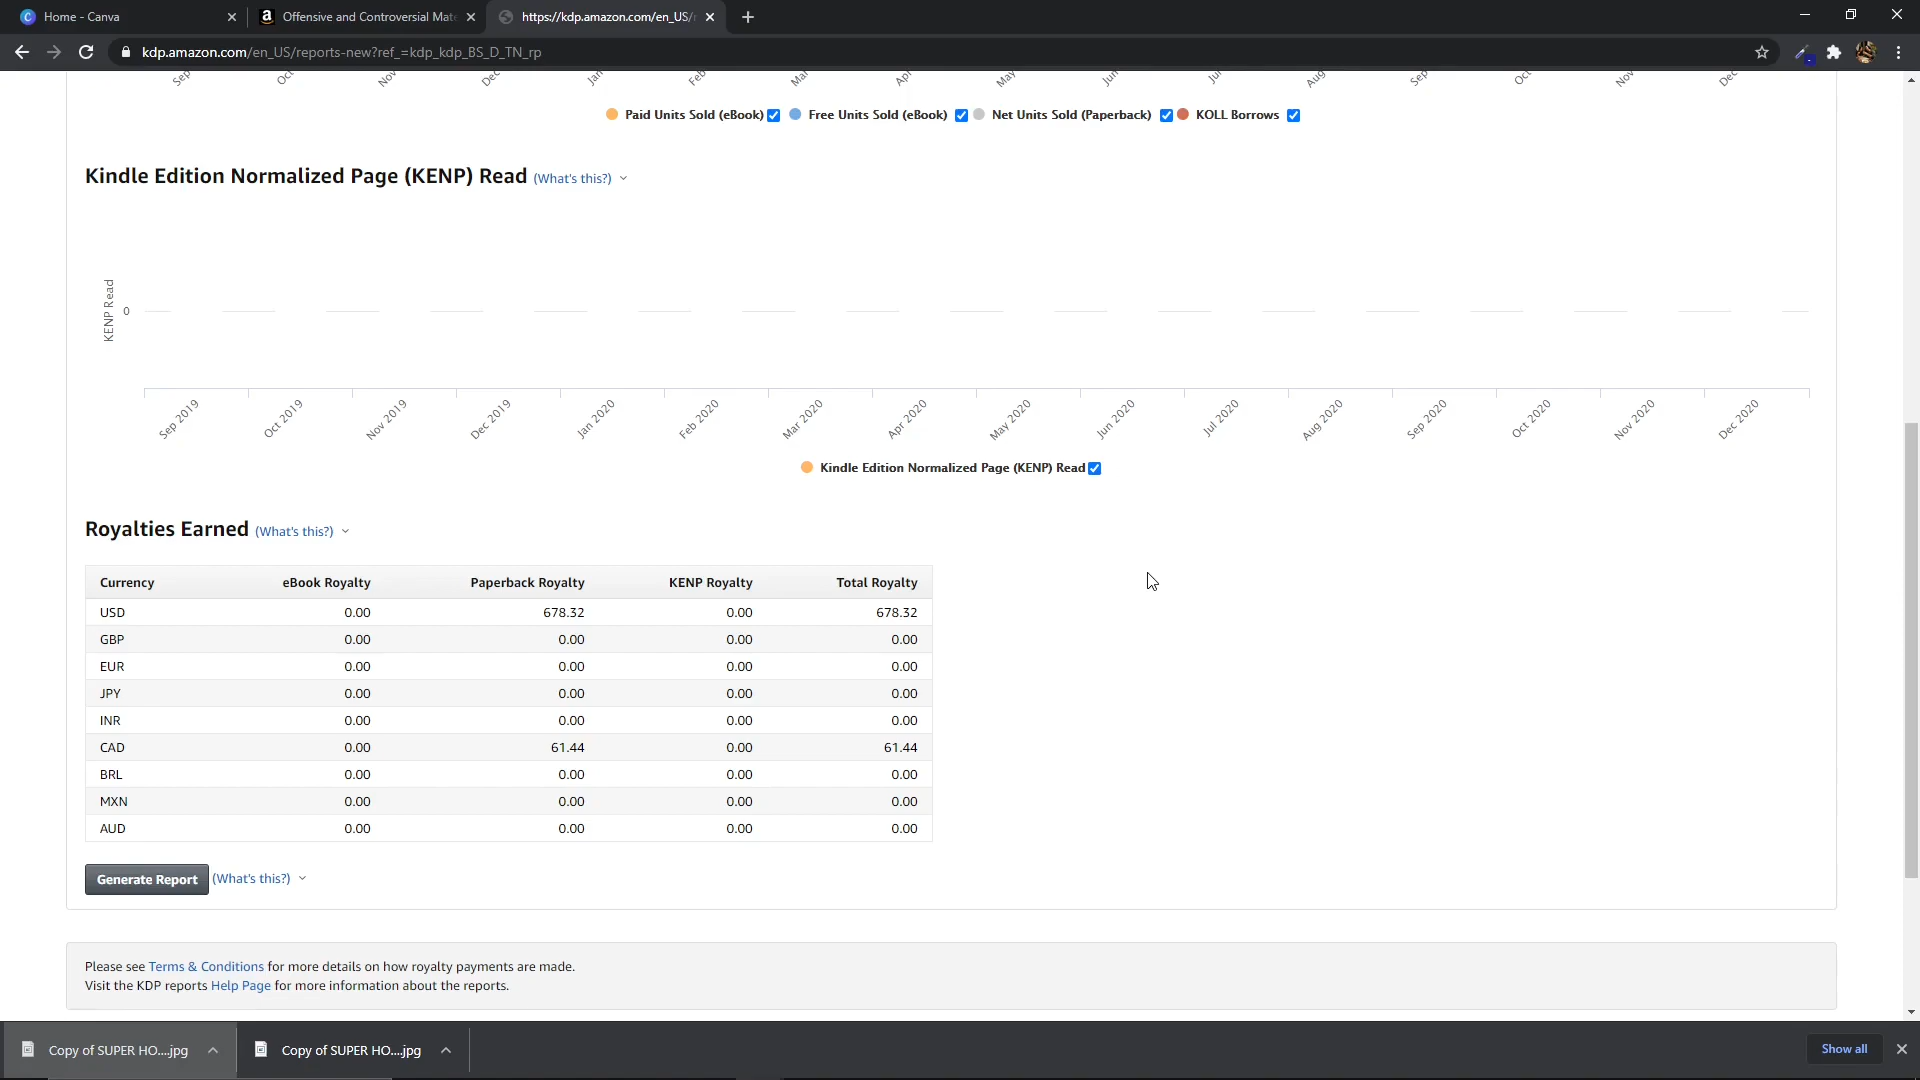 Home - Canva
Offensive and Controversial Mate
https://kdp.amazon.com/en_US/r
kdp.amazon.com/en_US/reports-new?ref_=kdp_kdp_BS_D_TN_rp
Sep Oct Nov Dec Jan Feb Mar Apr May Jun Jul Aug Sep Oct Nov Dec
Paid Units Sold (eBook) Free Units Sold (eBook) Net Units Sold (Paperback) KOLL Borrows
Kindle Edition Normalized Page (KENP) Read (What's this?)
KENP Read
0
Sep 2019 Oct 2019 Nov 2019 Dec 2019 Jan 2020 Feb 2020 Mar 2020 Apr 2020 May 2020 Jun 2020 Jul 2020 Aug 2020 Sep 2020 Oct 2020 Nov 2020 Dec 2020
Kindle Edition Normalized Page (KENP) Read
Royalties Earned (What's this?)
Currency eBook Royalty Paperback Royalty KENP Royalty Total Royalty
USD 0.00 678.32 0.00 678.32
GBP 0.00 0.00 0.00 0.00
EUR 0.00 0.00 0.00 0.00
JPY 0.00 0.00 0.00 0.00
INR 0.00 0.00 0.00 0.00
CAD 0.00 61.44 0.00 61.44
BRL 0.00 0.00 0.00 0.00
MXN 0.00 0.00 0.00 0.00
AUD 0.00 0.00 0.00 0.00
Generate Report (What's this?)
Please see Terms & Conditions for more details on how royalty payments are made.
Visit the KDP reports Help Page for more information about the reports.
Copy of SUPER HO....jpg
Copy of SUPER HO....jpg
Show all